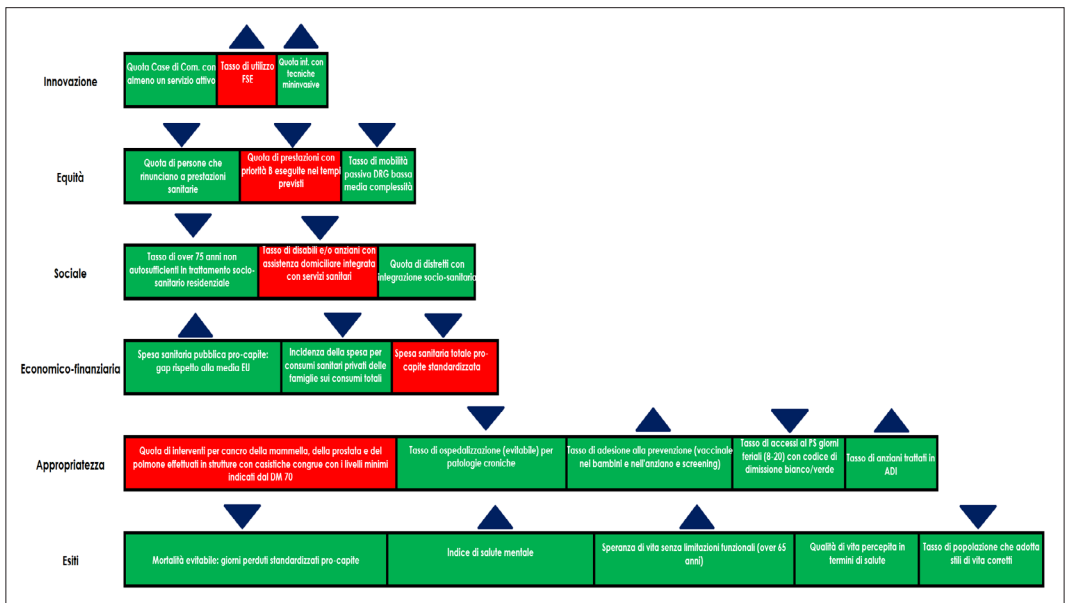 Innovazione
Quota Case di Com. con
almeno un servizio attivo
Tasso di utilizzo
FSE
Quota int. con
tecniche
mininvasive
Equità
Quota di persone che
rinunciano a prestazioni
sanitarie
Quota di prestazioni con
priorità B eseguite nei tempi
previsti
Tasso di mobilità
passiva DRG bassa
media complessità
Sociale
Tasso di over 75 anni non
autosufficienti in trattamento socio-
sanitario residenziale
Tasso di disabili e/o anziani con
assistenza domiciliare integrata
con servizi sanitari
Quota di distretti con
integrazione socio-sanitaria
Economico-finanziaria
Spesa sanitaria pubblica pro-capite:
gap rispetto alla media EU
Incidenza della spesa per
consumi sanitari privati delle
famiglie sui consumi totali
Spesa sanitaria totale pro-
capite standardizzata
Appropriatezza
Quota di interventi per cancro della mammella, della prostata e del
polmone effettuati in strutture con casistiche congrue con i livelli minimi
indicati dal DM 70
Tasso di ospedalizzazione (evitabile) per
patologie croniche
Tasso di adesione alla prevenzione (vaccinale
nei bambini e nell'anziano e screening)
Tasso di accessi al PS giorni
feriali (8-20) con codice di
dimissione bianco/verde
Tasso di anziani trattati in
ADI
Esiti
Mortalità evitabile: giorni perduti standardizzati pro-capite
Indice di salute mentale
Speranza di vita senza limitazioni funzionali (over 65
anni)
Qualità di vita percepita in
termini di salute
Tasso di popolazione che adotta
stili di vita corretti